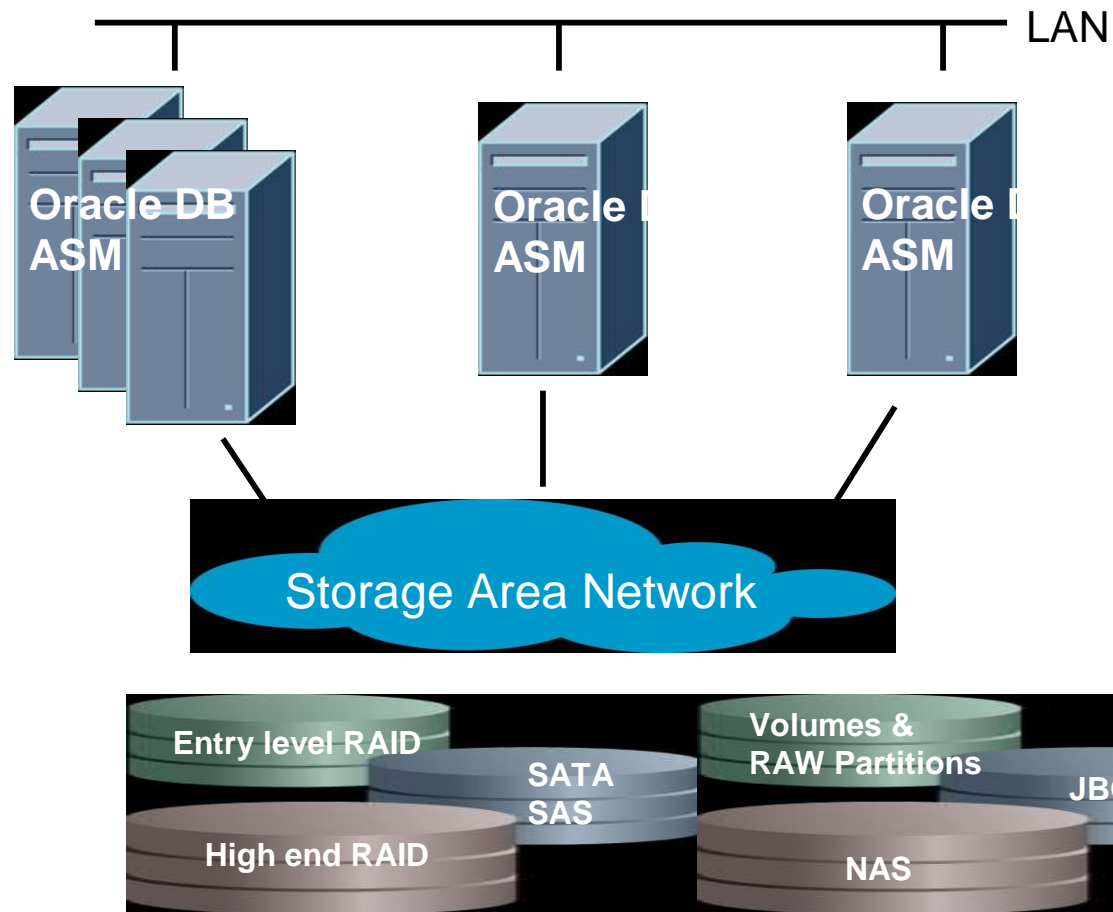 LAN
Oracle DB
ASM
Oracle
ASM
Oracle
ASM
Storage Area Network
Entry level RAID
SATA
SAS
High end RAID
Volumes &
RAW Partitions
NAS